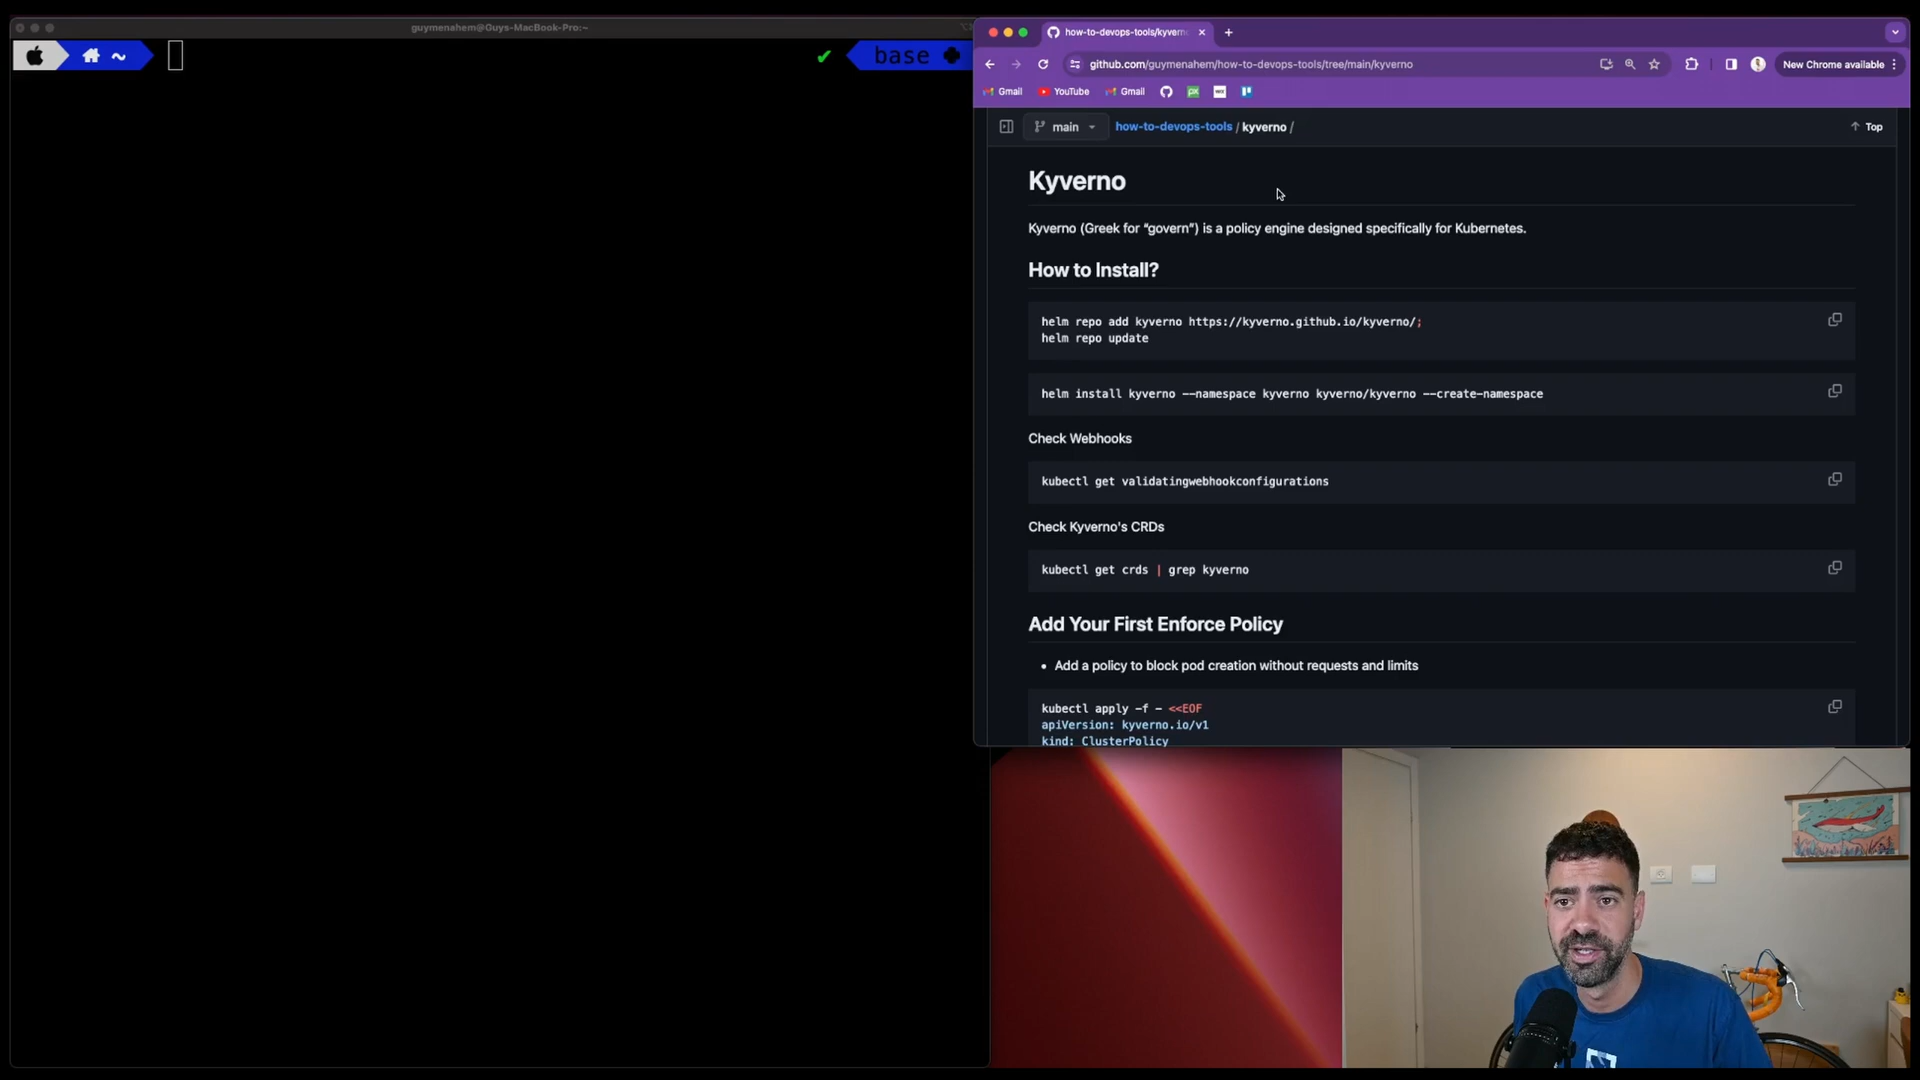 guymenahem@Guys-MacBook-Pro:~
~
✔
base
how-to-devops-tools/kyvern
github.com/guymenahem/how-to-devops-tools/tree/main/kyverno
New Chrome available
Gmail
YouTube
Gmail
main
how-to-devops-tools / kyverno /
Top
Kyverno
Kyverno (Greek for “govern”) is a policy engine designed specifically for Kubernetes.
How to Install?
helm repo add kyverno https://kyverno.github.io/kyverno/;
helm repo update
helm install kyverno --namespace kyverno kyverno/kyverno --create-namespace
Check Webhooks
kubectl get validatingwebhookconfigurations
Check Kyverno's CRDs
kubectl get crds | grep kyverno
Add Your First Enforce Policy
• Add a policy to block pod creation without requests and limits
kubectl apply -f - <<EOF
apiVersion: kyverno.io/v1
kind: ClusterPolicy